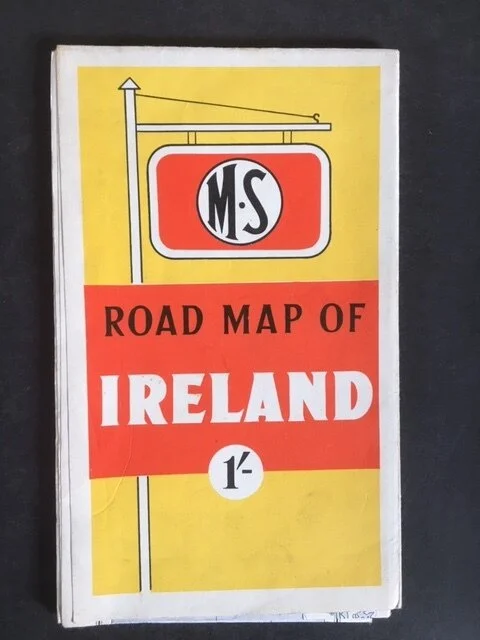 M·S
ROAD MAP OF
IRELAND
1/-